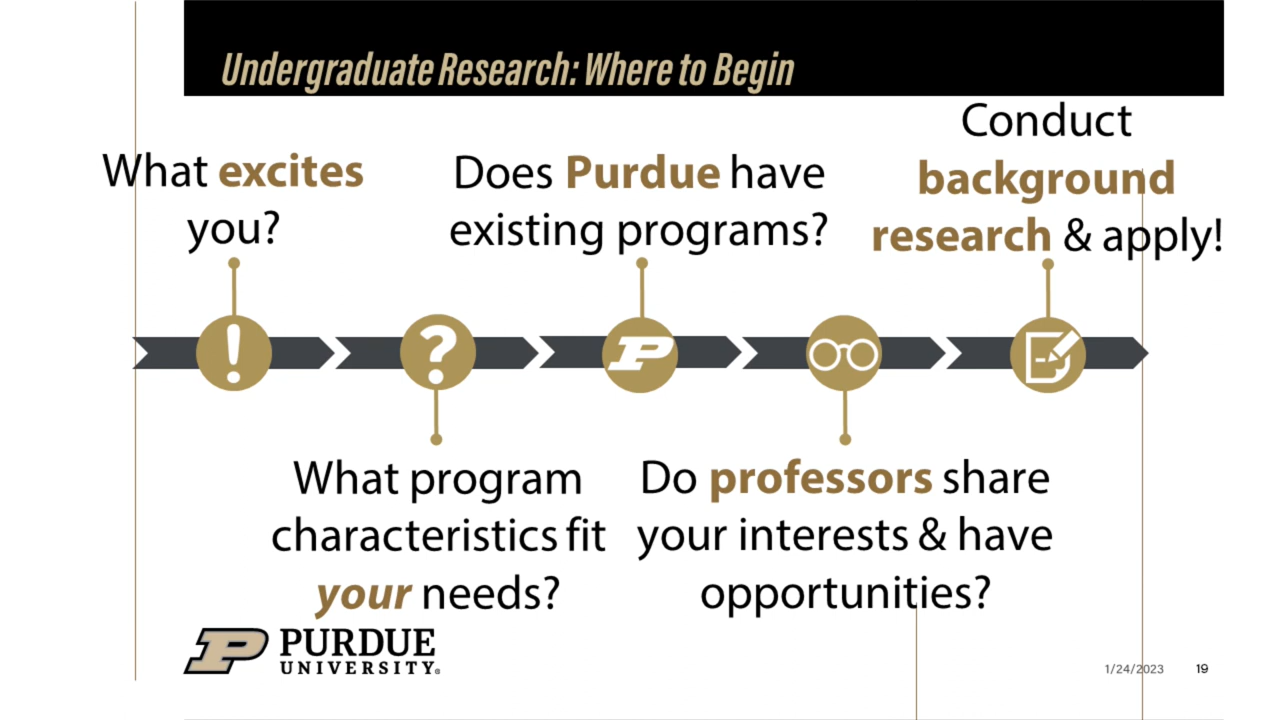 Undergraduate Research: Where to Begin
What excites
you?
What program
characteristics fit
your needs?
Does Purdue have
existing programs?
Do professors share
your interests & have
opportunities?
Conduct
background
research & apply!
PURDUE
UNIVERSITY®
1/24/2023
19